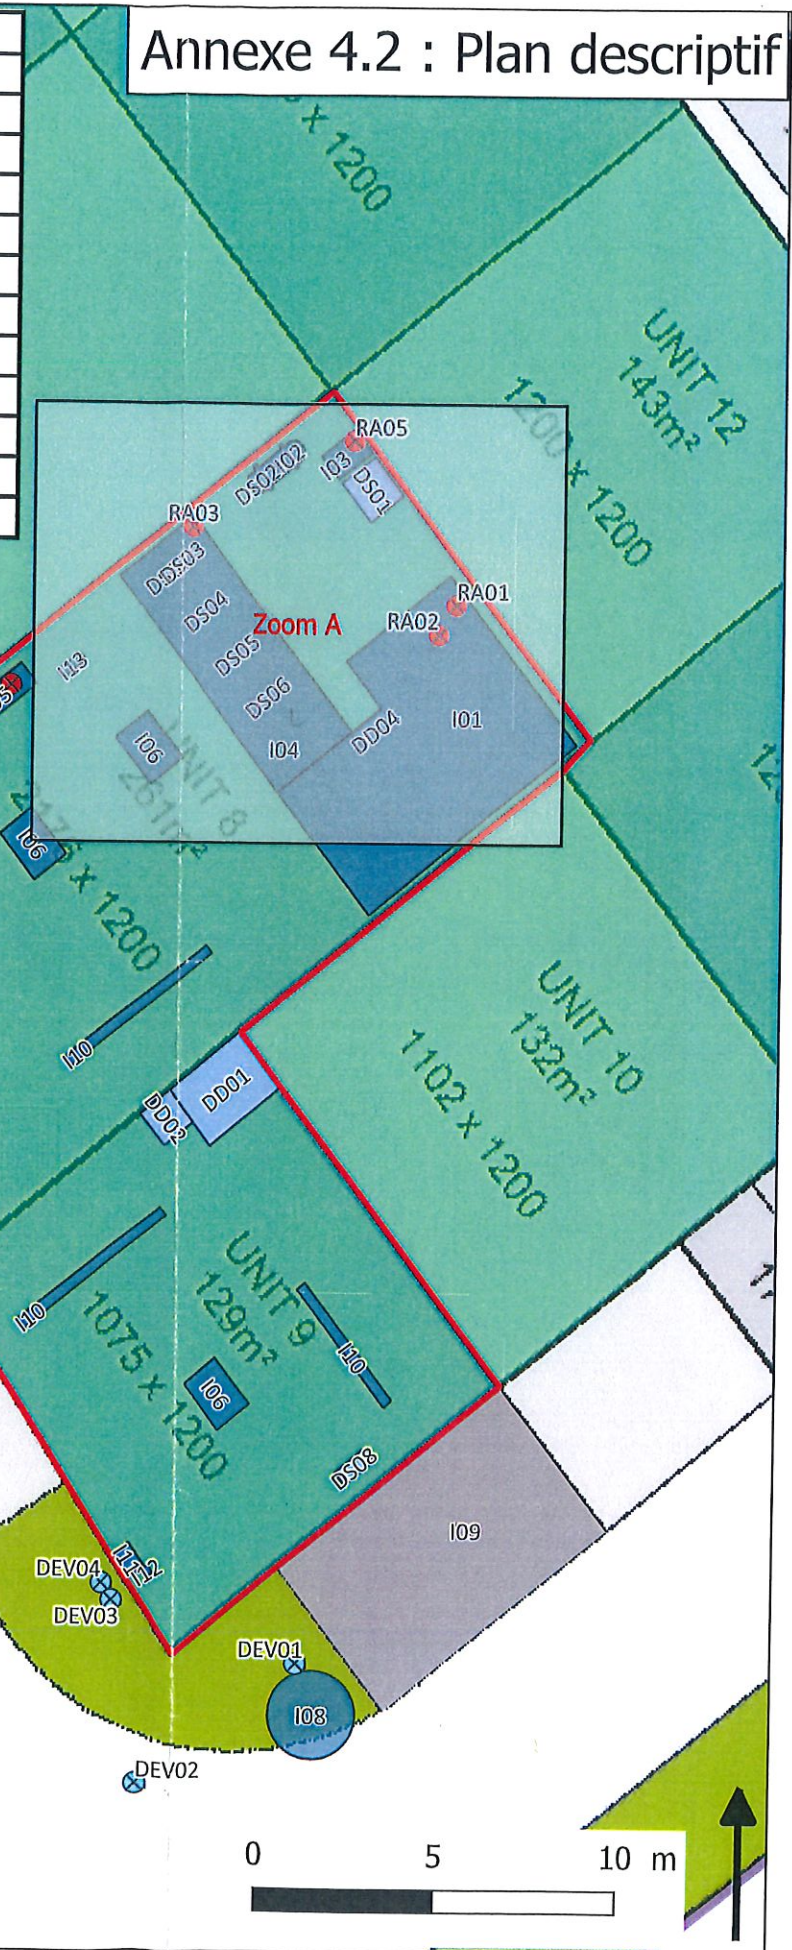 Annexe 4.2 : Plan descriptif
x 1200
UNIT 12
143m²
1200 x 1200
RA05
DS02
I02
I03
DS01
RA03
DS03
DS04
Zoom A
RA01
RA02
DS05
I13
DS06
DD04
I01
I04
I06
UNIT 8
261m²
I06
x 1200
I10
UNIT 10
132m²
1102 x 1200
DD01
DD02
UNIT 9
129m²
1075 x 1200
I10
I10
I06
DS08
I09
DEV04
DEV03
DEV01
I08
DEV02
0 5 10 m